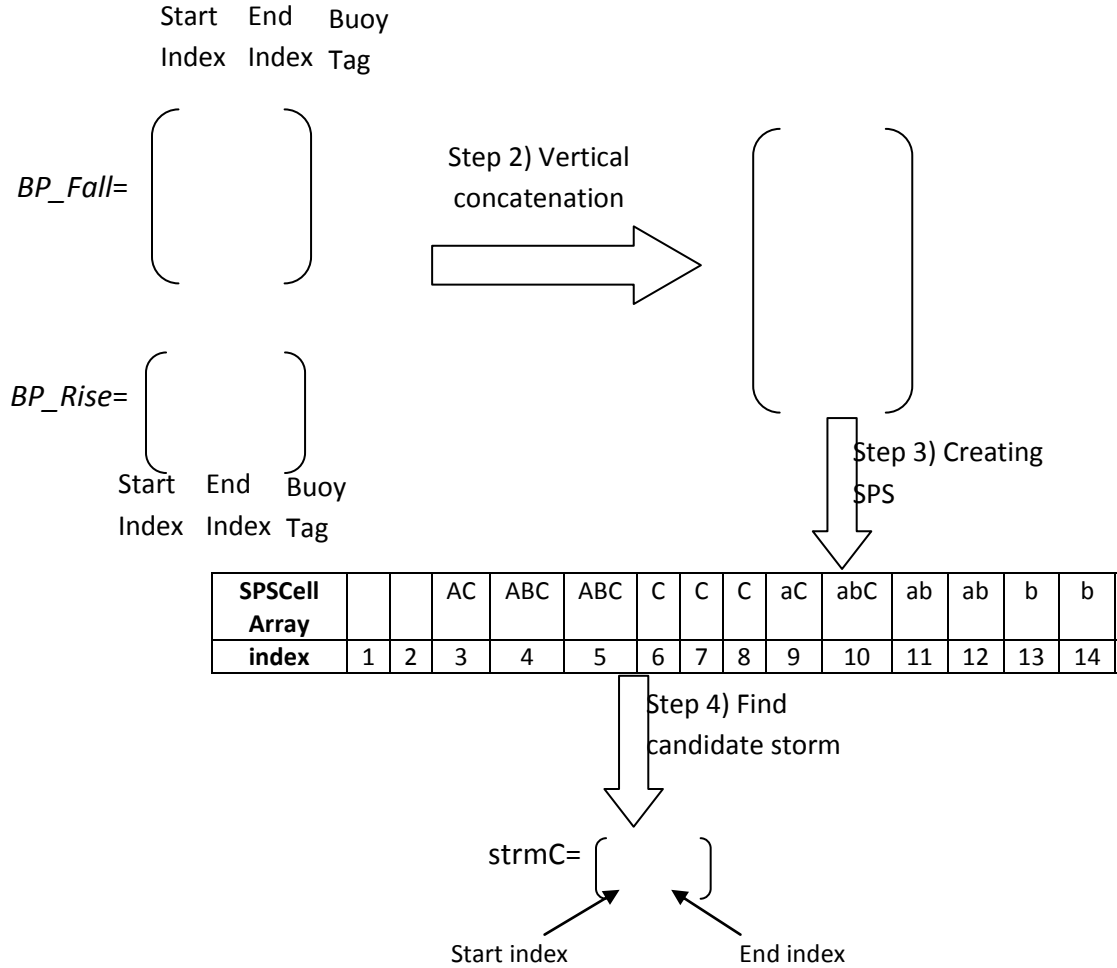 Start End Buoy
Index Index Tag
BP_Fall=
Step 2) Vertical
concatenation
BP_Rise=
Start End Buoy
Index Index Tag
Step 3) Creating
SPS
SPSCell AC ABC ABC C C C aC abC ab ab b b
Array
index 1 2 3 4 5 6 7 8 9 10 11 12 13 14
Step 4) Find
candidate storm
strmC=
Start index End index